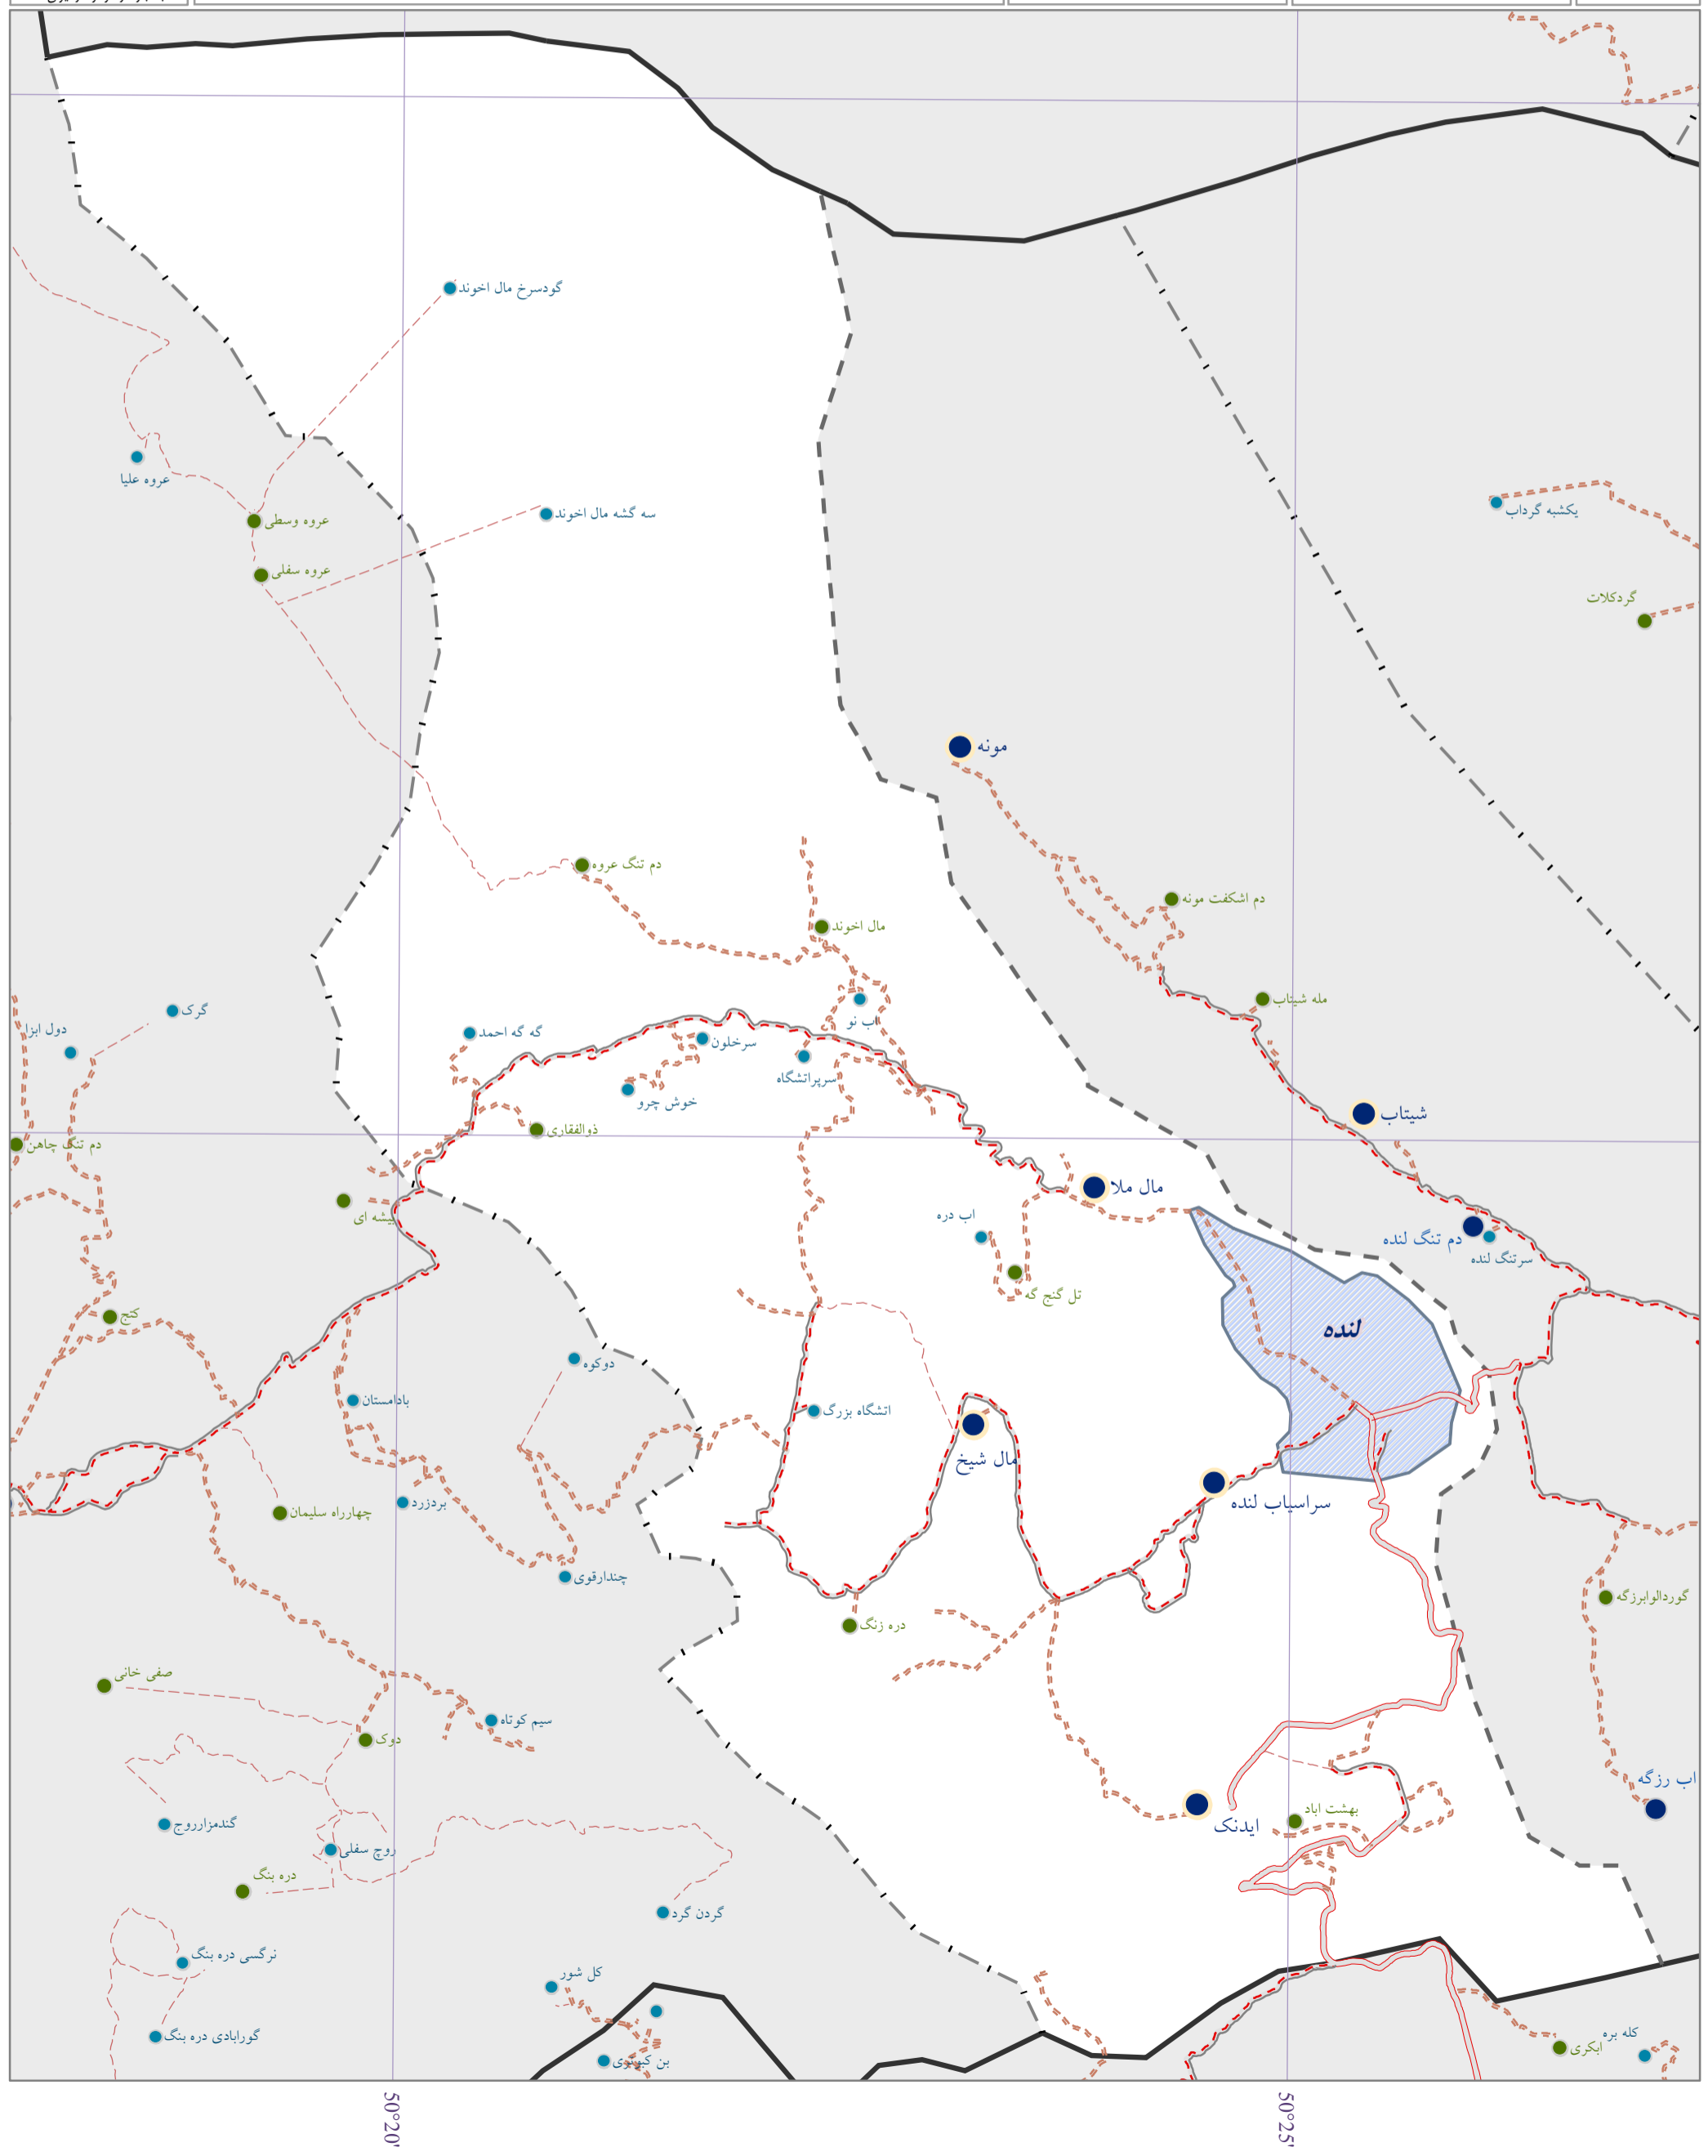 گودسرخ مال اخوند
عروه علیا
سه گشه مال اخوند
عروه وسطی
یکشبه گرداب
عروه سفلی
گردکلات
مونه
دم تنگ عروه
دم اشکفت مونه
مال اخوند
مله شیتاب
گرک
اب نو
دول ابزا
گه گه احمد
سرخلون
سرپراتشگاه
خوش چرو
شیتاب
ذوالفقاری
دم تنگ چاهن
مال ملا
بیشه ای
اب دره
دم تنگ لنده
سرتنگ لنده
تل گنج گه
کتج
لنده
دوکوه
بادامستان
اتشگاه بزرگ
مال شیخ
سراسیاب لنده
بردزرد
چهارراه سلیمان
چندارقوی
گوردالوابرزگه
دره زنگ
صفی خانی
سیم کوتاه
دوک
اب رزگه
بهشت اباد
گندمزارروج
ایدنک
روچ سفلی
دره بنگ
گردن گرد
نرگسی دره بنگ
کل شور
گورابادی دره بنگ
کله بره
ابکری
50°20'
50°25'